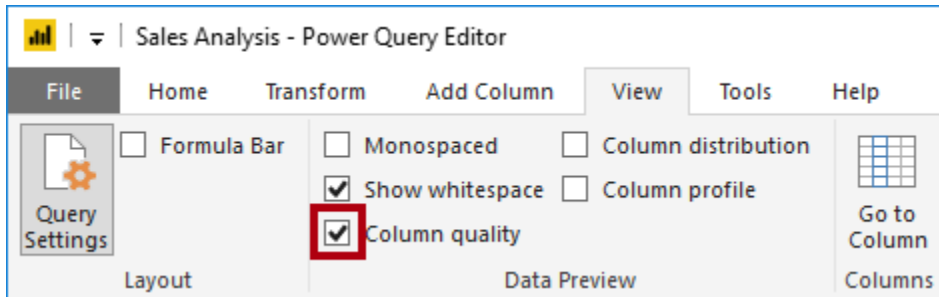 Sales Analysis - Power Query Editor
File Home Transform Add Column View Tools Help
Query Settings
Formula Bar
Layout
Monospaced
Show whitespace
Column quality
Column distribution
Column profile
Data Preview
Go to Column
Columns